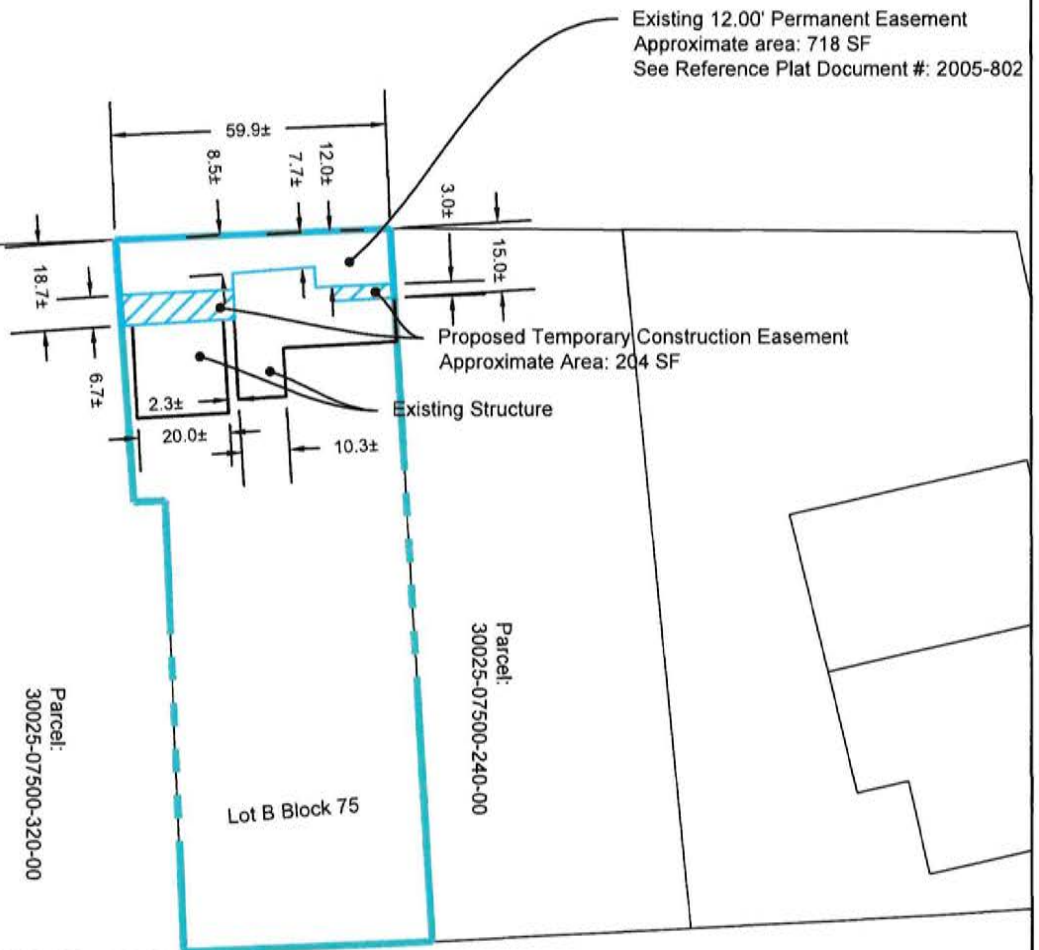 Existing 12.00' Permanent Easement
Approximate area: 718 SF
See Reference Plat Document #: 2005-802
59.9±
8.5±
7.7±
12.0±
3.0±
15.0±
18.7±
6.7±
Proposed Temporary Construction Easement
Approximate Area: 204 SF
Existing Structure
2.3±
20.0±
10.3±
Parcel:
30025-07500-240-00
Parcel:
30025-07500-320-00
Lot B Block 75